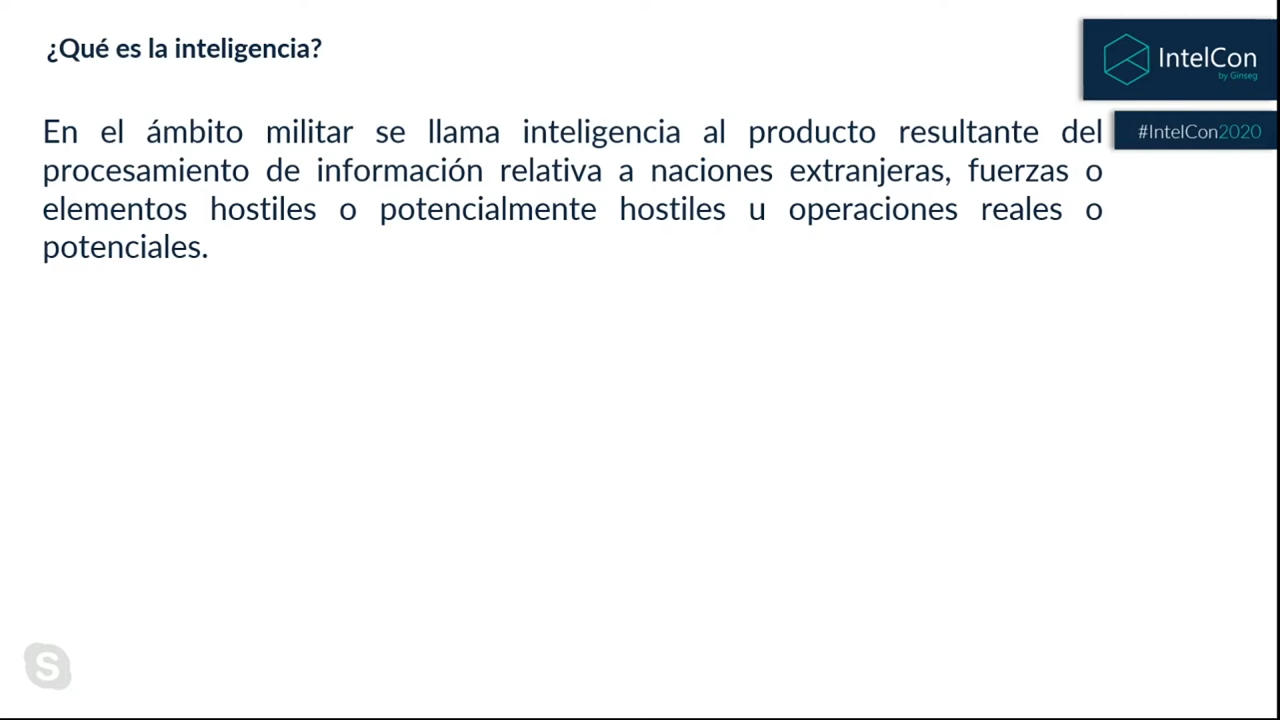 ¿Qué es la inteligencia?
IntelCon
by Ginseg
#IntelCon2020
En el ámbito militar se llama inteligencia al producto resultante del
procesamiento de información relativa a naciones extranjeras, fuerzas o
elementos hostiles o potencialmente hostiles u operaciones reales o
potenciales.
S